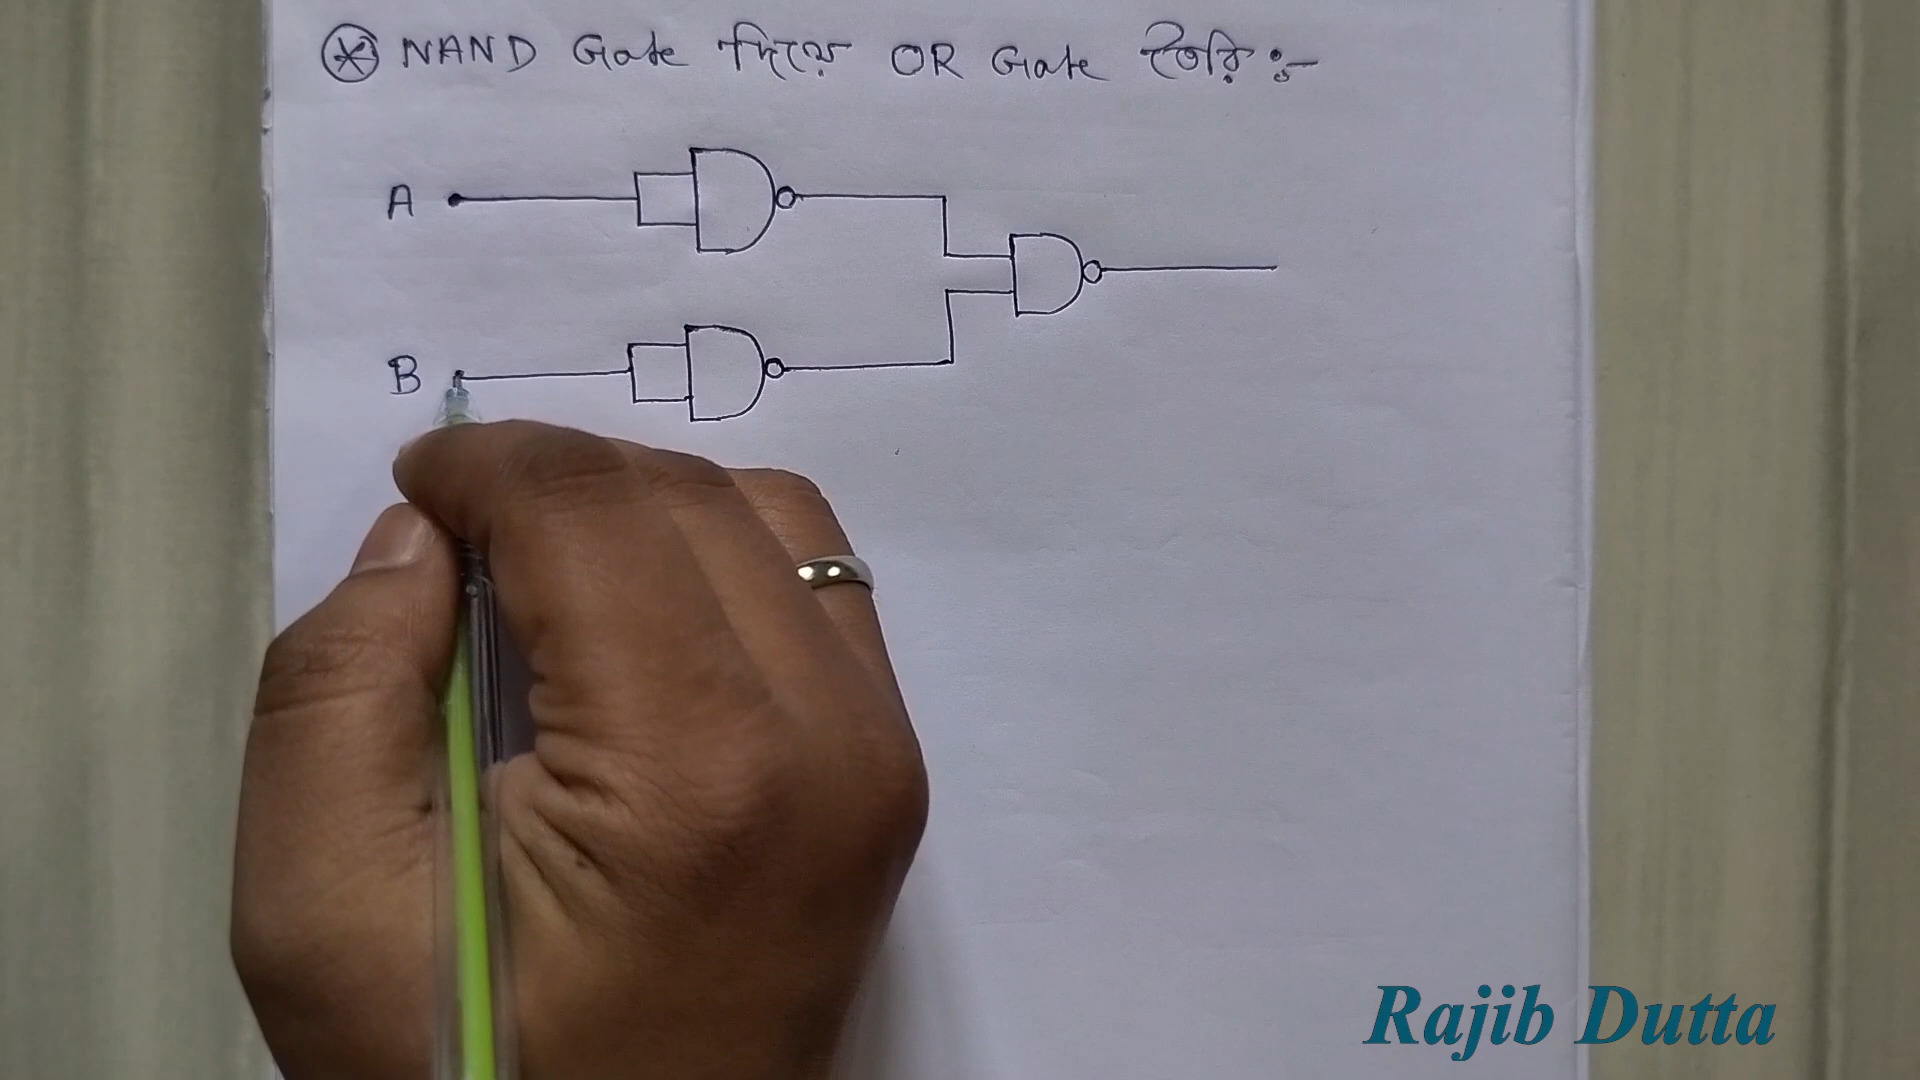 ⊛ NAND Gate দিয়ে OR Gate তৈরি :-
A
B
Rajib Dutta